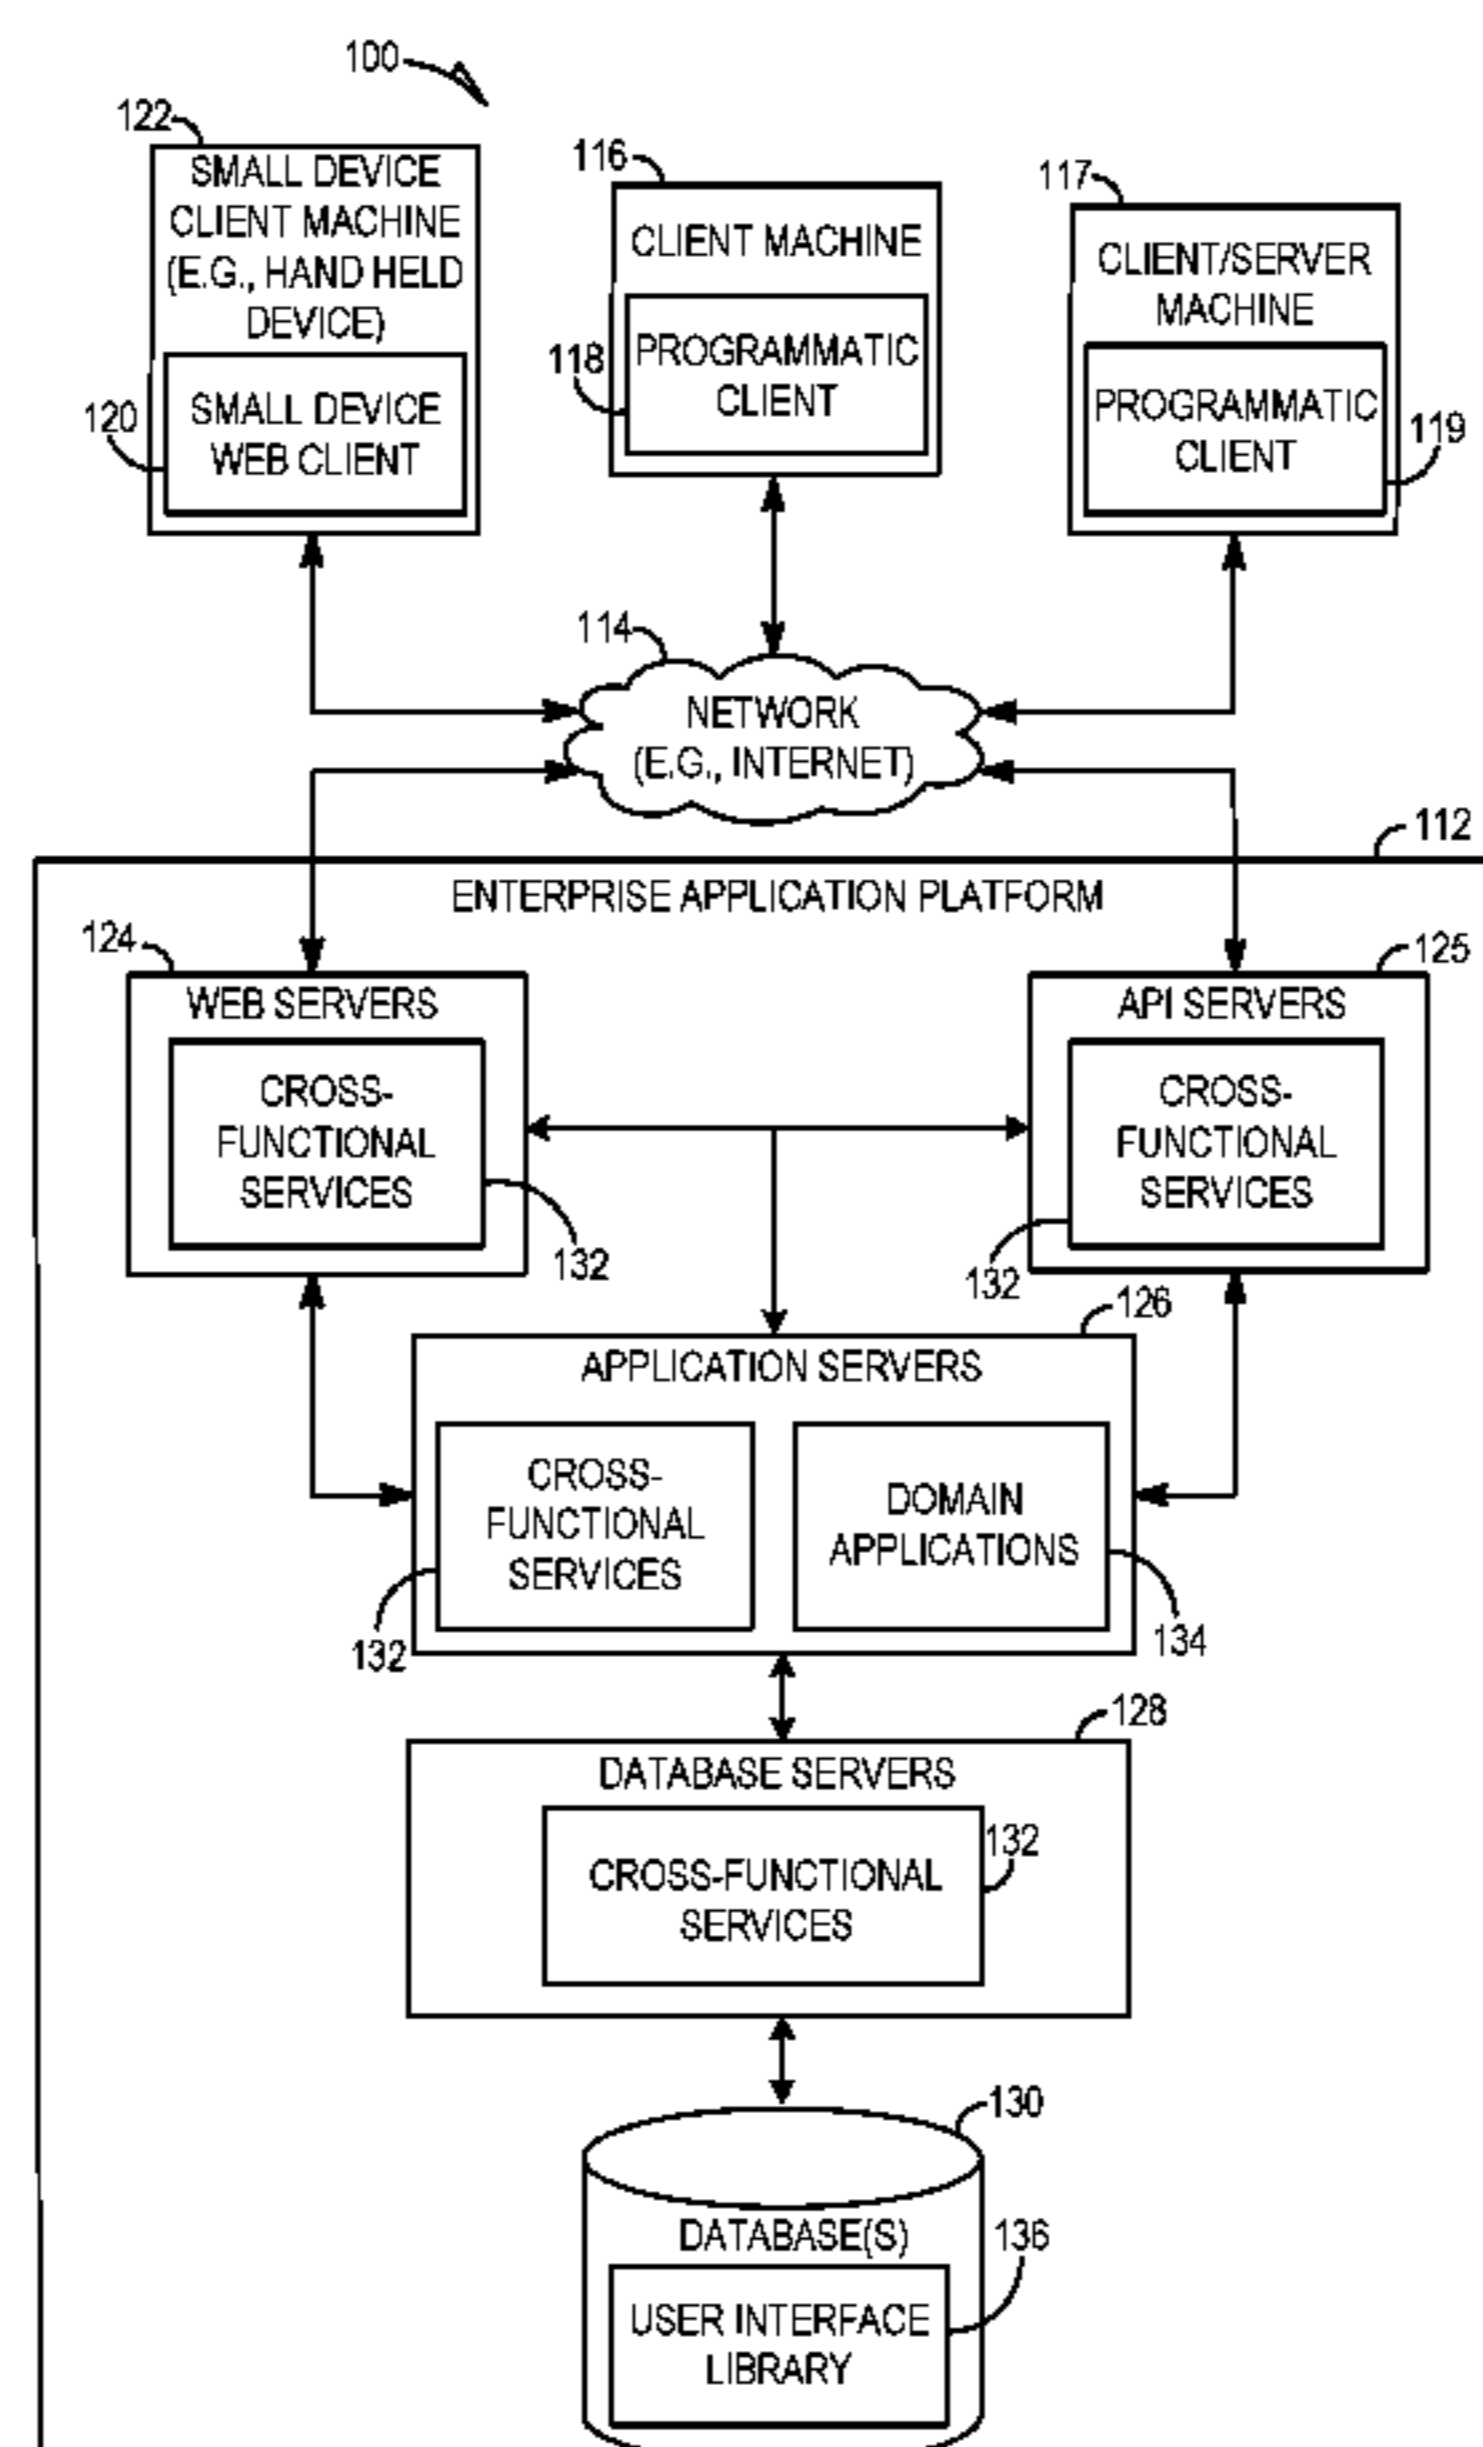 100
122
SMALL DEVICE
CLIENT MACHINE
(E.G., HAND HELD
DEVICE)
120
SMALL DEVICE
WEB CLIENT
116
CLIENT MACHINE
118
PROGRAMMATIC
CLIENT
117
CLIENT/SERVER
MACHINE
PROGRAMMATIC
CLIENT
119
114
NETWORK
(E.G., INTERNET)
112
ENTERPRISE APPLICATION PLATFORM
124
WEB SERVERS
CROSS-
FUNCTIONAL
SERVICES
132
125
API SERVERS
CROSS-
FUNCTIONAL
SERVICES
132
126
APPLICATION SERVERS
CROSS-
FUNCTIONAL
SERVICES
132
DOMAIN
APPLICATIONS
134
128
DATABASE SERVERS
132
CROSS-FUNCTIONAL
SERVICES
130
DATABASE(S)
136
USER INTERFACE
LIBRARY